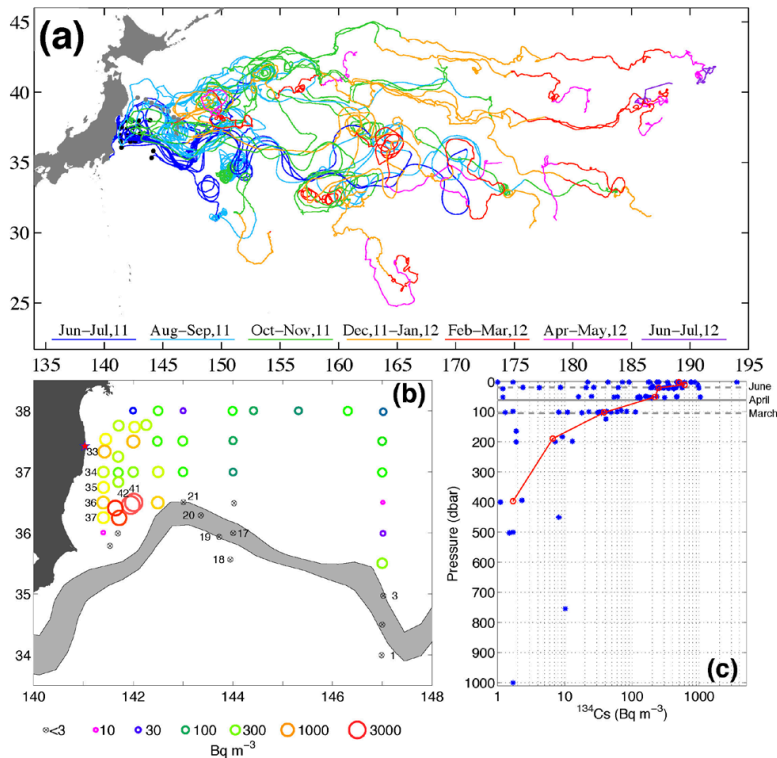 (a)
45
40
35
30
25
Jun–Jul,11 Aug–Sep,11 Oct–Nov,11 Dec,11–Jan,12 Feb–Mar,12 Apr–May,12 Jun–Jul,12
135 140 145 150 155 160 165 170 175 180 185 190 195
(b)
38
37
36
35
34
33
34
35
36
37
42 41
21
20
19
17
18
3
1
140 142 144 146 148
<3 10 30 100 300 1000 3000
Bq m−3
0
100
200
300
400
500
600
700
800
900
1000
Pressure (dbar)
June
April
March
(c)
1 10 100 1000
134Cs (Bq m−3)